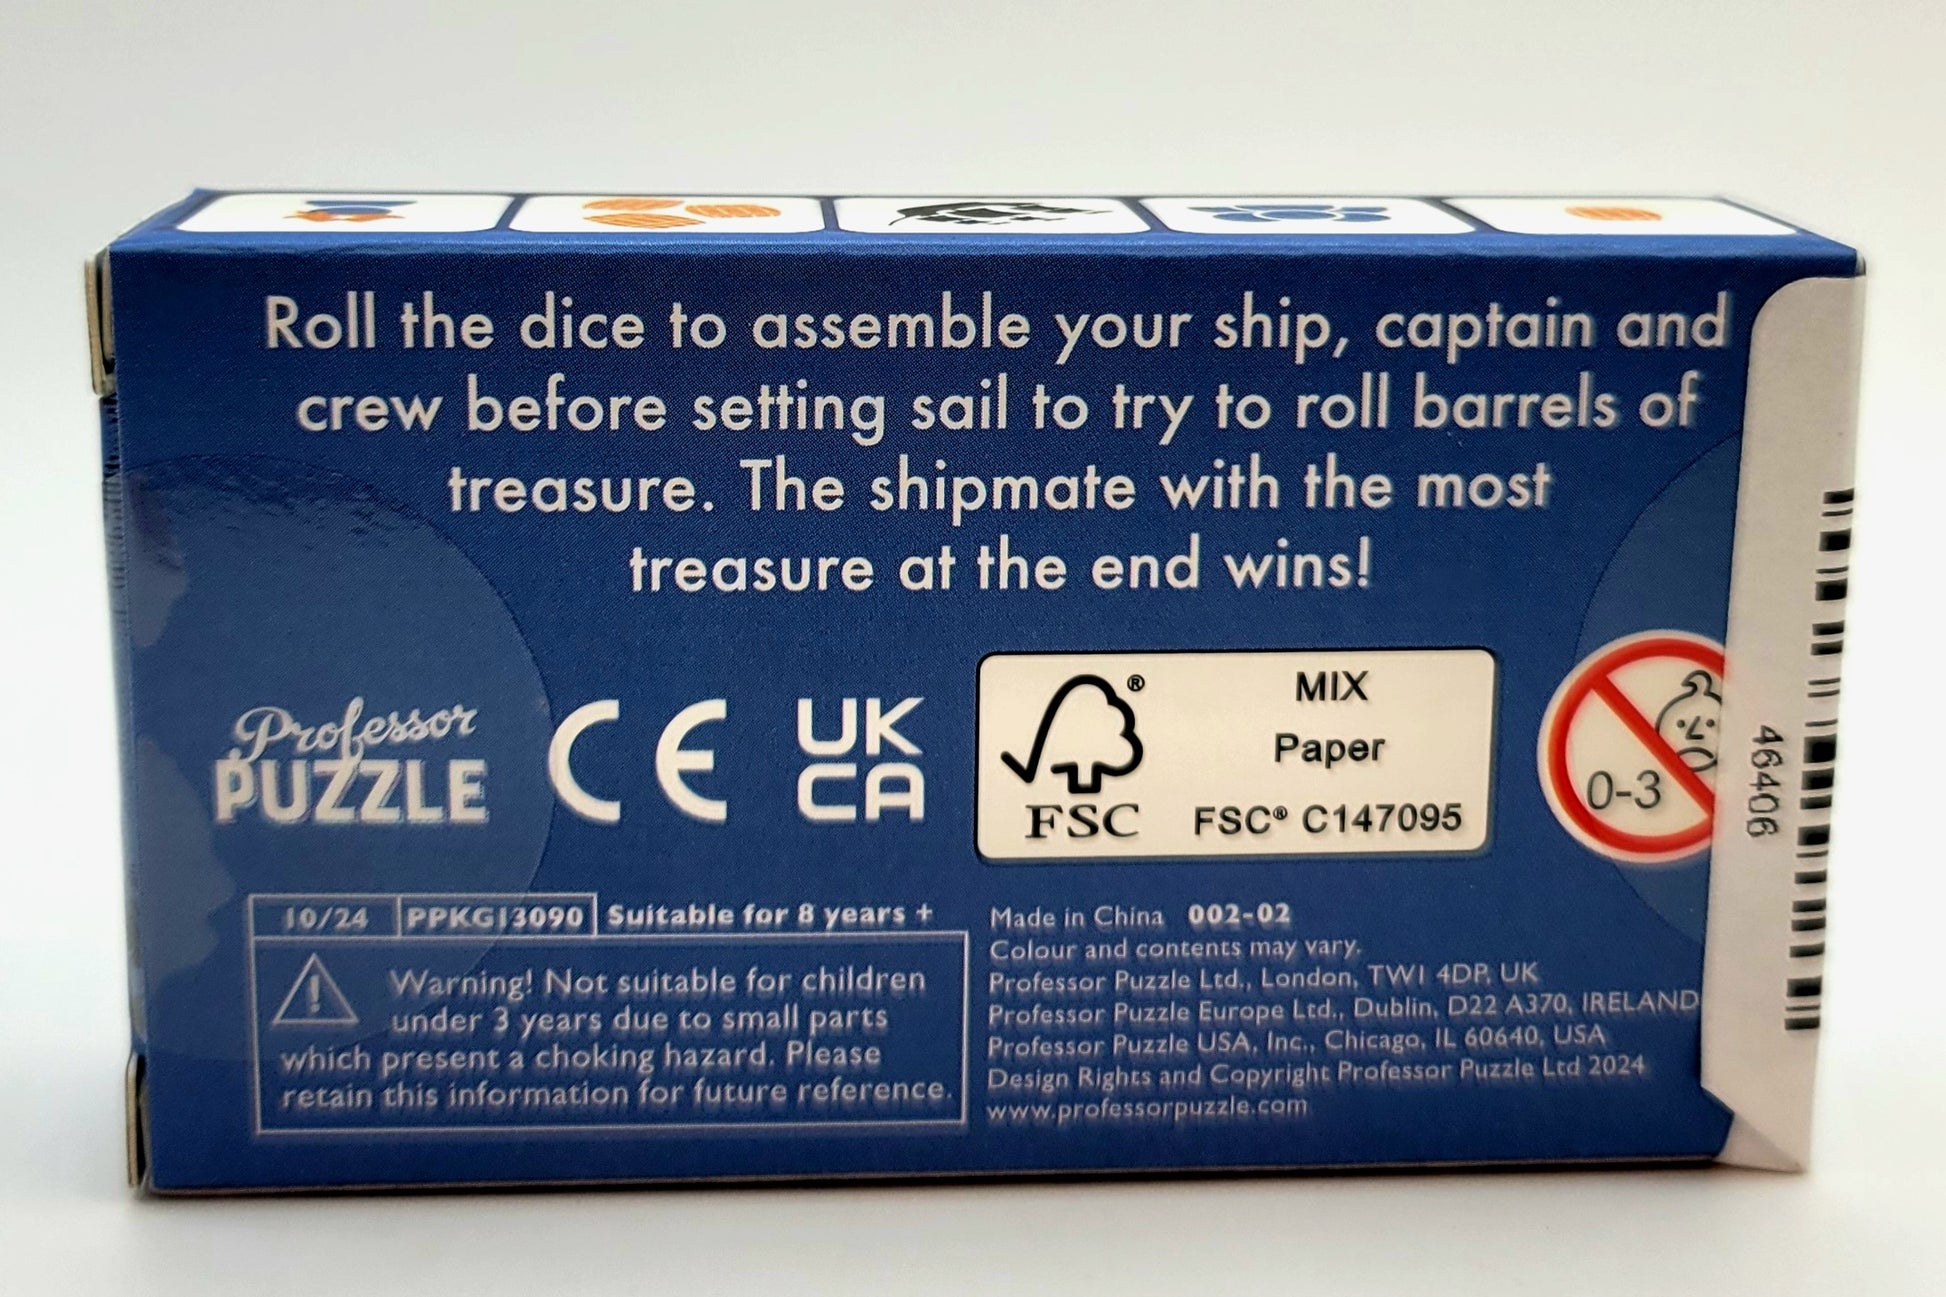 Roll the dice to assemble your ship, captain and
crew before setting sail to try to roll barrels of
treasure. The shipmate with the most
treasure at the end wins!
Professor
PUZZLE
CE
UK
CA
®
FSC
MIX
Paper
FSC® C147095
0-3
46406
10/24 PPKG13090 Suitable for 8 years +
! Warning! Not suitable for children
under 3 years due to small parts
which present a choking hazard. Please
retain this information for future reference.
Made in China 002-02
Colour and contents may vary.
Professor Puzzle Ltd., London, TW1 4DP, UK
Professor Puzzle Europe Ltd., Dublin, D22 A370, IRELAND
Professor Puzzle USA, Inc., Chicago, IL 60640, USA
Design Rights and Copyright Professor Puzzle Ltd 2024
www.professorpuzzle.com